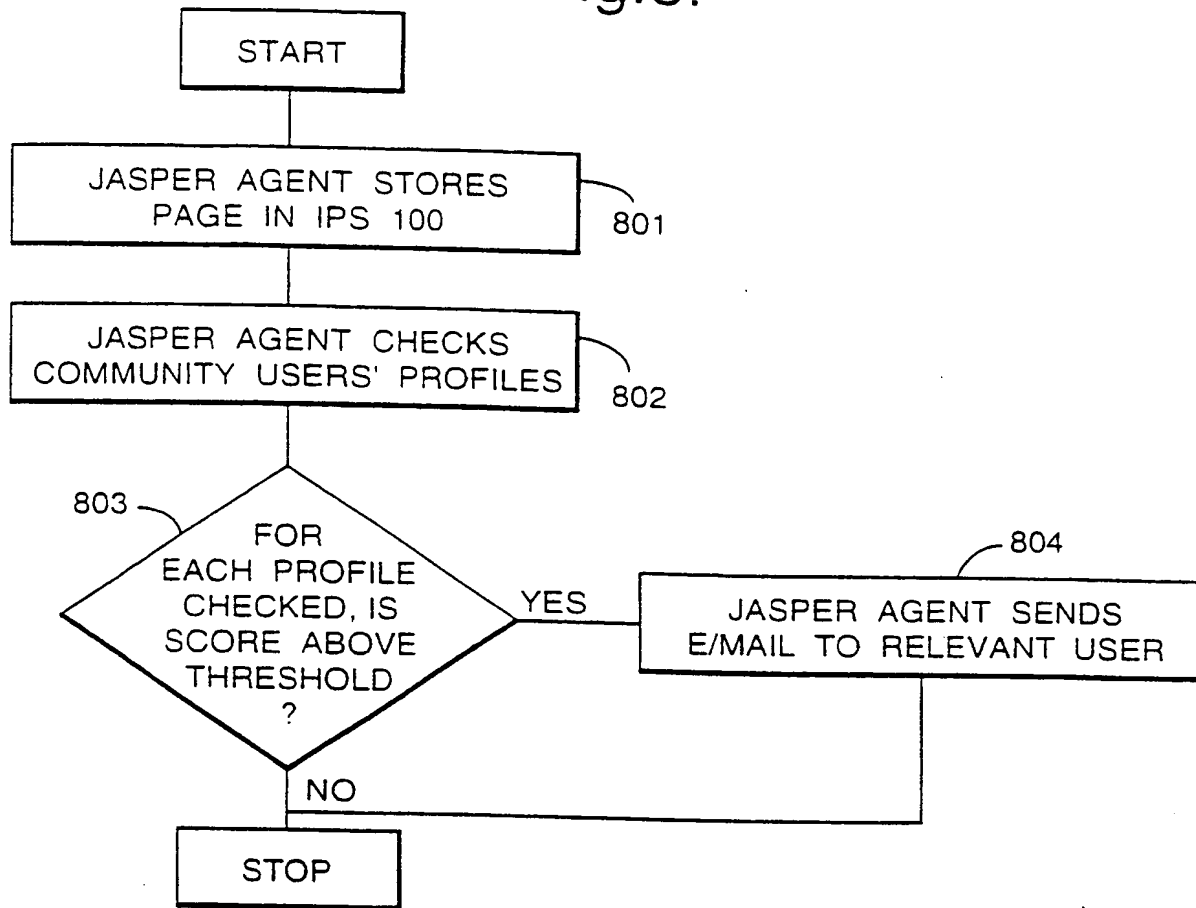 START
JASPER AGENT STORES
PAGE IN IPS 100
801
JASPER AGENT CHECKS
COMMUNITY USERS' PROFILES
802
803
FOR
EACH PROFILE
CHECKED, IS
SCORE ABOVE
THRESHOLD
?
YES
804
JASPER AGENT SENDS
E/MAIL TO RELEVANT USER
NO
STOP